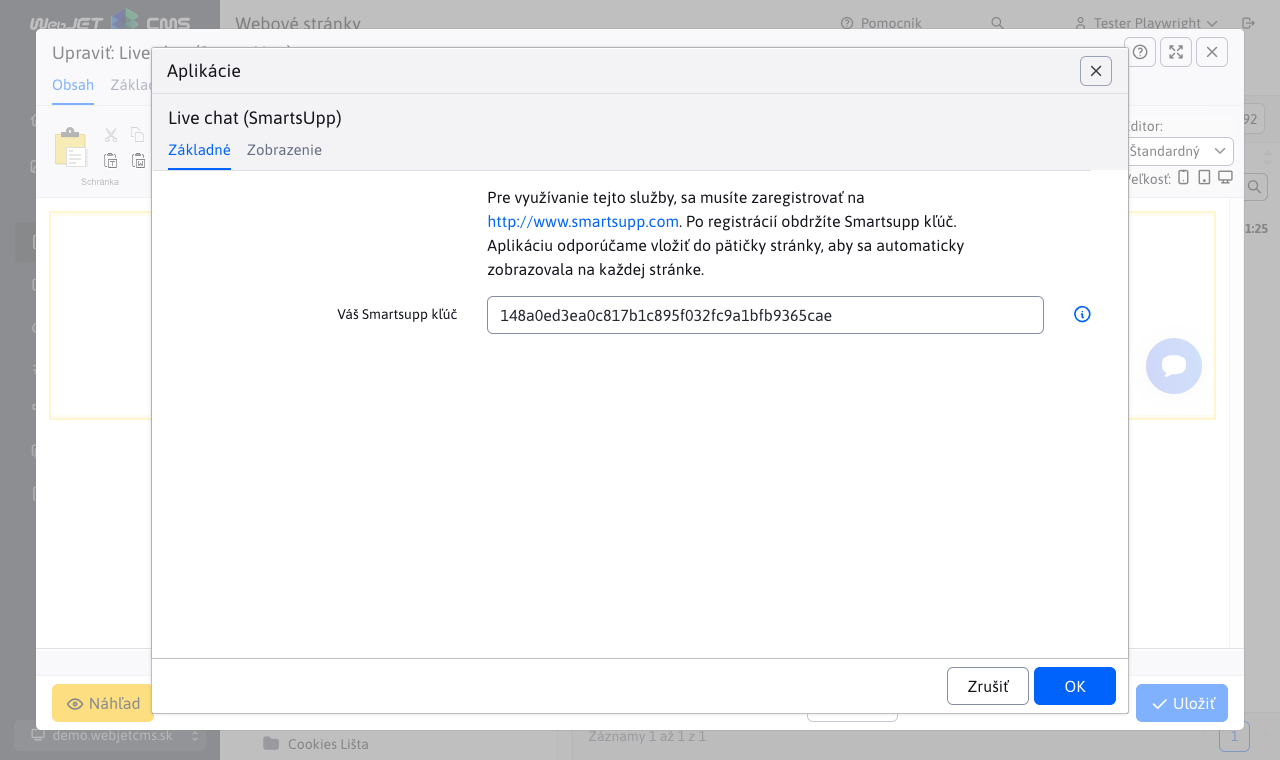 WebJET CMS
Webové stránky
Pomocník
Tester Playwright
Upraviť: Live
Aplikácie
Obsah
Live chat (SmartsUpp)
Základné
Zobrazenie
Editor:
Štandardný
Veľkosť:
Schránka
92
1:25
Pre využívanie tejto služby, sa musíte zaregistrovať na
http://www.smartsupp.com. Po registrácií obdržíte Smartsupp kľúč.
Aplikáciu odporúčame vložiť do pätičky stránky, aby sa automaticky
zobrazovala na každej stránke.
Váš Smartsupp kľúč
148a0ed3ea0c817b1c895f032fc9a1bfb9365cae
Zrušiť
OK
Náhľad
Uložiť
demo.webjetcms.sk
Cookies Lišta
Záznamy 1 až 1 z 1
1